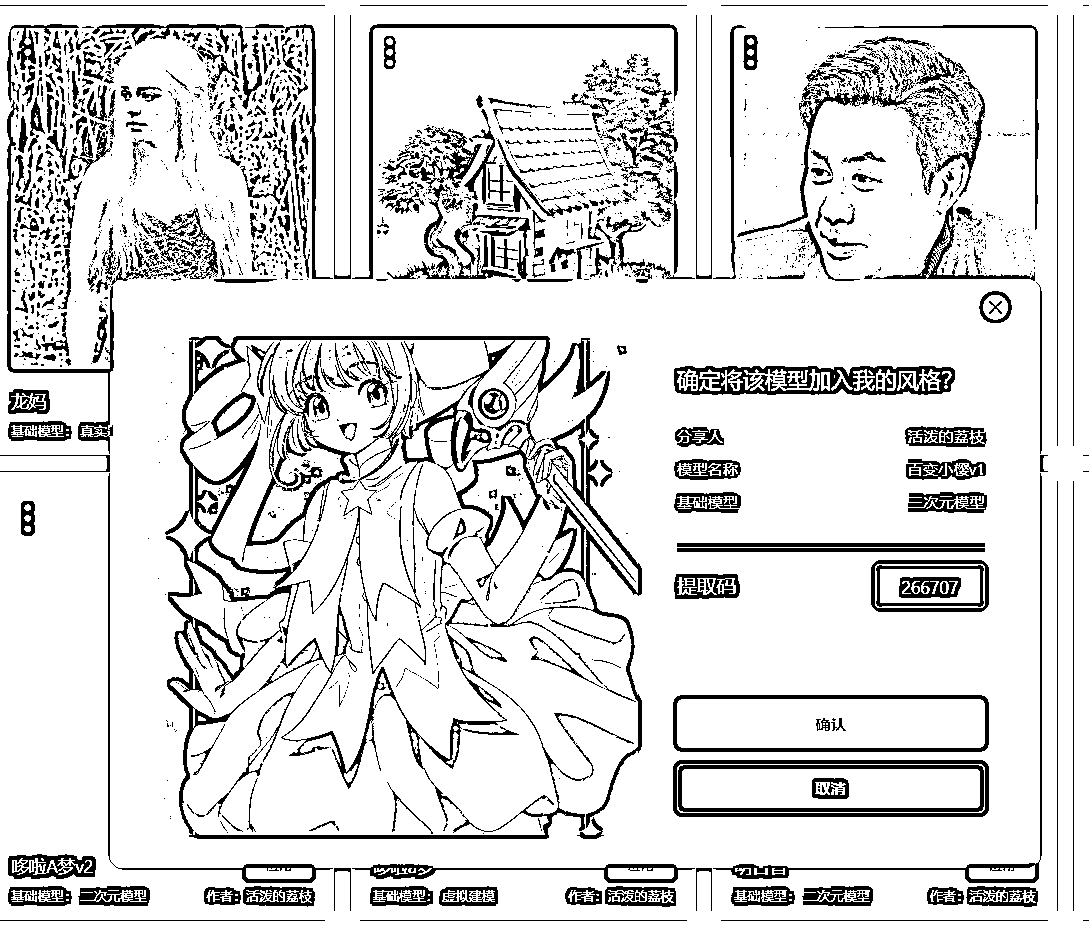 龙妈
基础模型：真实
确定将该模型加入我的风格?
分享人 活泼的荔枝
模型名称 百变小樱v1
基础模型 二次元模型
提取码 266707
确认
取消
哆啦A梦v2
基础模型：二次元模型 作者：活泼的荔枝
基础模型：虚拟建模 作者：活泼的荔枝
基础模型：二次元模型 作者：活泼的荔枝